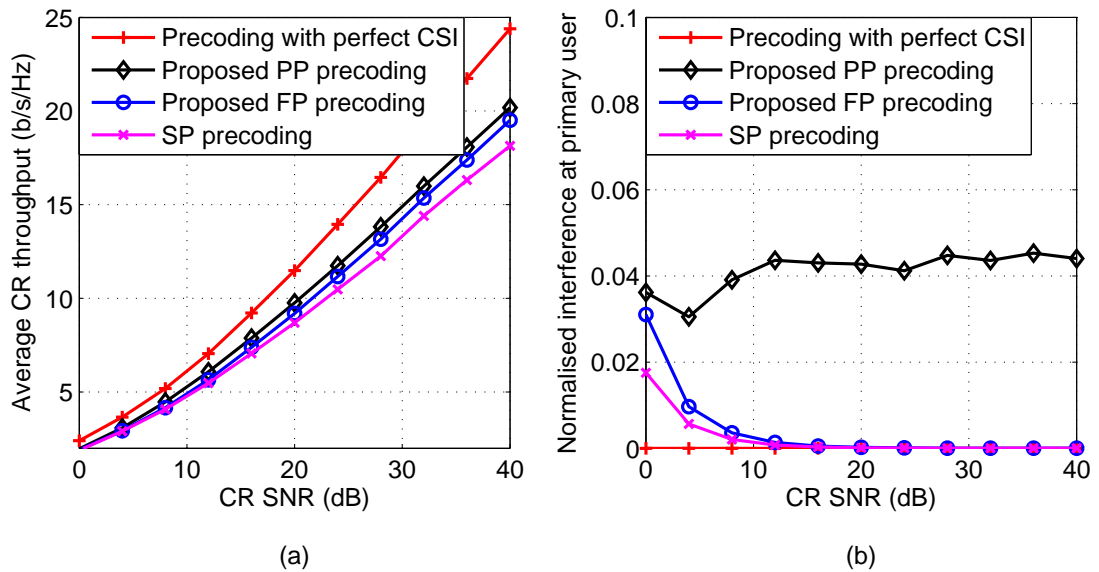 25
20
15
10
5
0
10
20
30
40
Average CR throughput (b/s/Hz)
CR SNR (dB)
Precoding with perfect CSI
Proposed PP precoding
Proposed FP precoding
SP precoding
(a)
0.1
0.08
0.06
0.04
0.02
0
0
10
20
30
40
Normalised interference at primary user
CR SNR (dB)
Precoding with perfect CSI
Proposed PP precoding
Proposed FP precoding
SP precoding
(b)